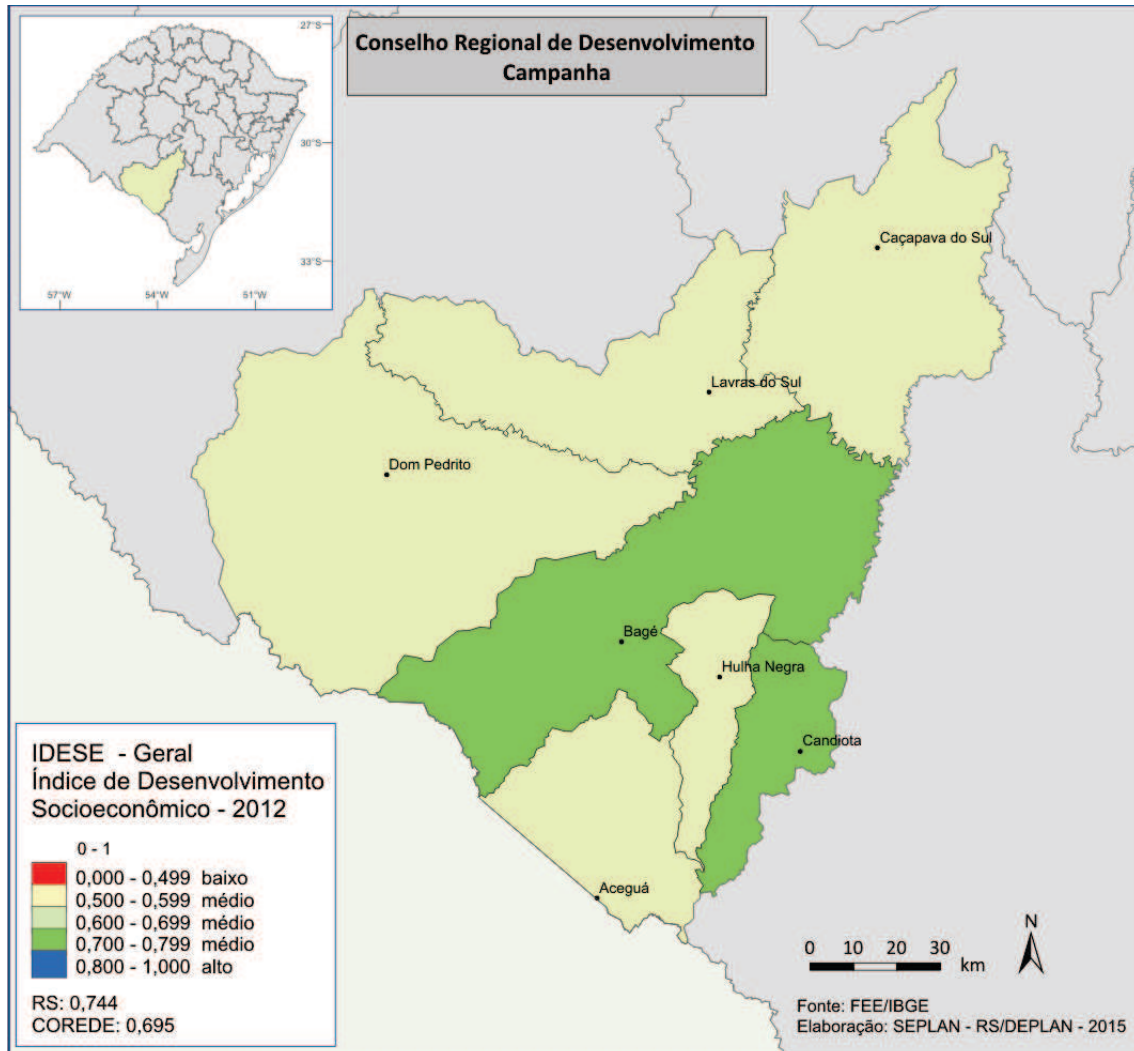 Conselho Regional de Desenvolvimento
Campanha
27°S
30°S
33°S
57°W
54°W
51°W
Caçapava do Sul
Lavras do Sul
Dom Pedrito
Bagé
Hulha Negra
Candiota
Aceguá
IDESE - Geral
Índice de Desenvolvimento
Socioeconômico - 2012
0 - 1
0,000 - 0,499 baixo
0,500 - 0,599 médio
0,600 - 0,699 médio
0,700 - 0,799 médio
0,800 - 1,000 alto
RS: 0,744
COREDE: 0,695
N
0 10 20 30
km
Fonte: FEE/IBGE
Elaboração: SEPLAN - RS/DEPLAN - 2015